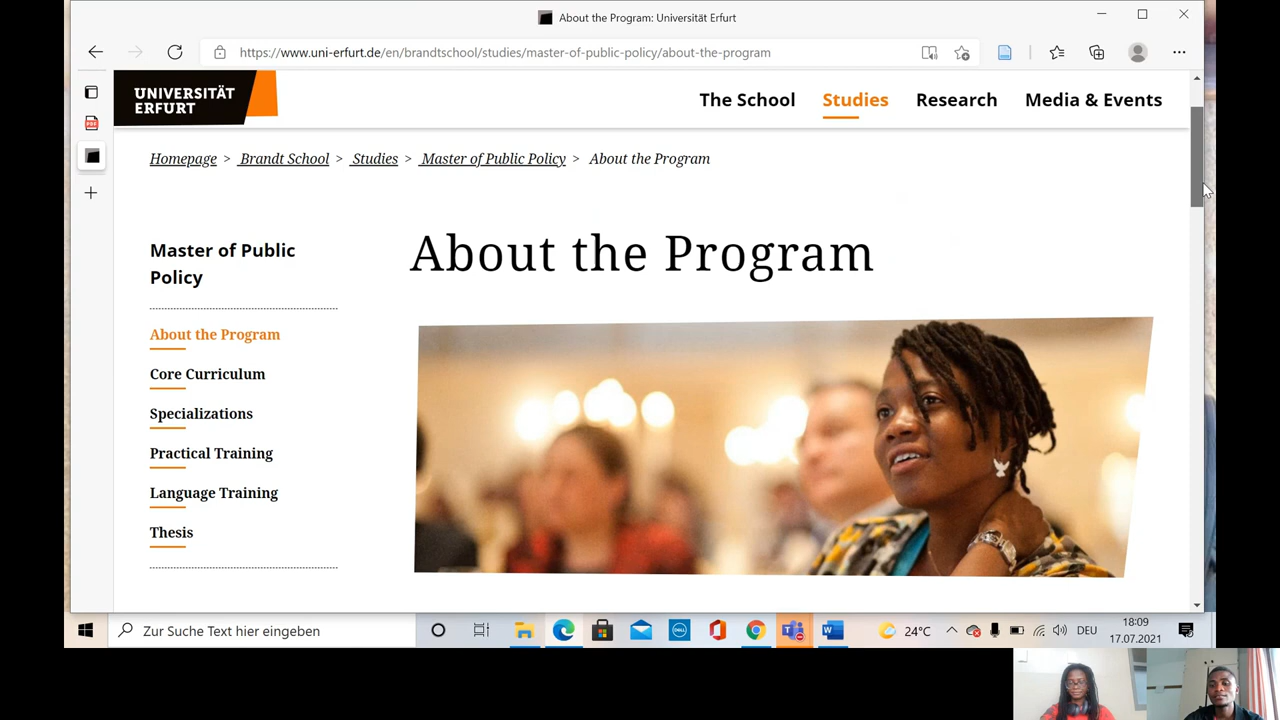 About the Program: Universität Erfurt
https://www.uni-erfurt.de/en/brandtschool/studies/master-of-public-policy/about-the-program
UNIVERSITÄT
ERFURT
The School Studies Research Media & Events
Homepage > Brandt School > Studies > Master of Public Policy > About the Program
Master of Public
Policy
About the Program
Core Curriculum
Specializations
Practical Training
Language Training
Thesis
About the Program
Zur Suche Text hier eingeben
24°C
DEU
18:09
17.07.2021
PDF
DELL